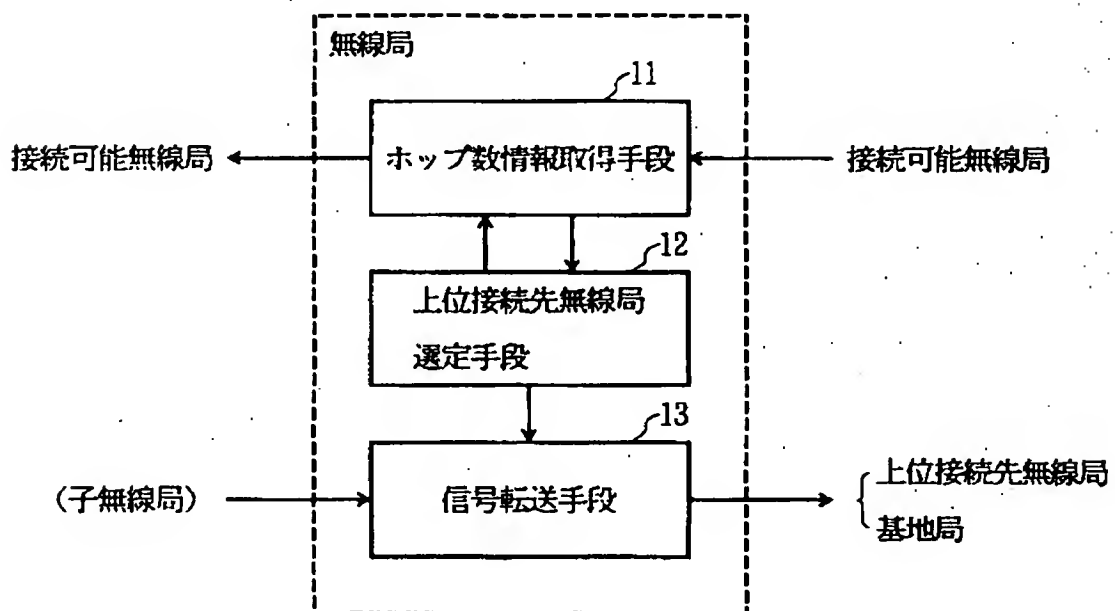 無線局
11
接続可能無線局
ホップ数情報取得手段
接続可能無線局
12
上位接続先無線局
選定手段
13
(子無線局)
信号転送手段
上位接続先無線局
基地局